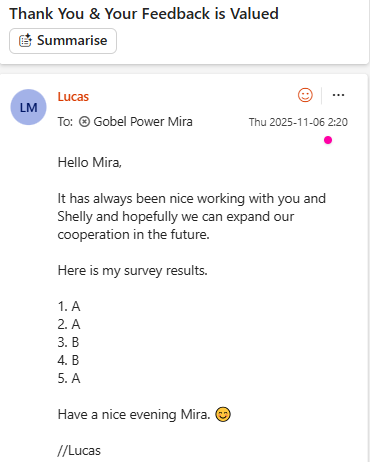 Thank You & Your Feedback is Valued
Summarise
LM
Lucas
To: Gobel Power Mira
Thu 2025-11-06 2:20
Hello Mira,
It has always been nice working with you and
Shelly and hopefully we can expand our
cooperation in the future.
Here is my survey results.
1. A
2. A
3. B
4. B
5. A
Have a nice evening Mira. 😊
//Lucas